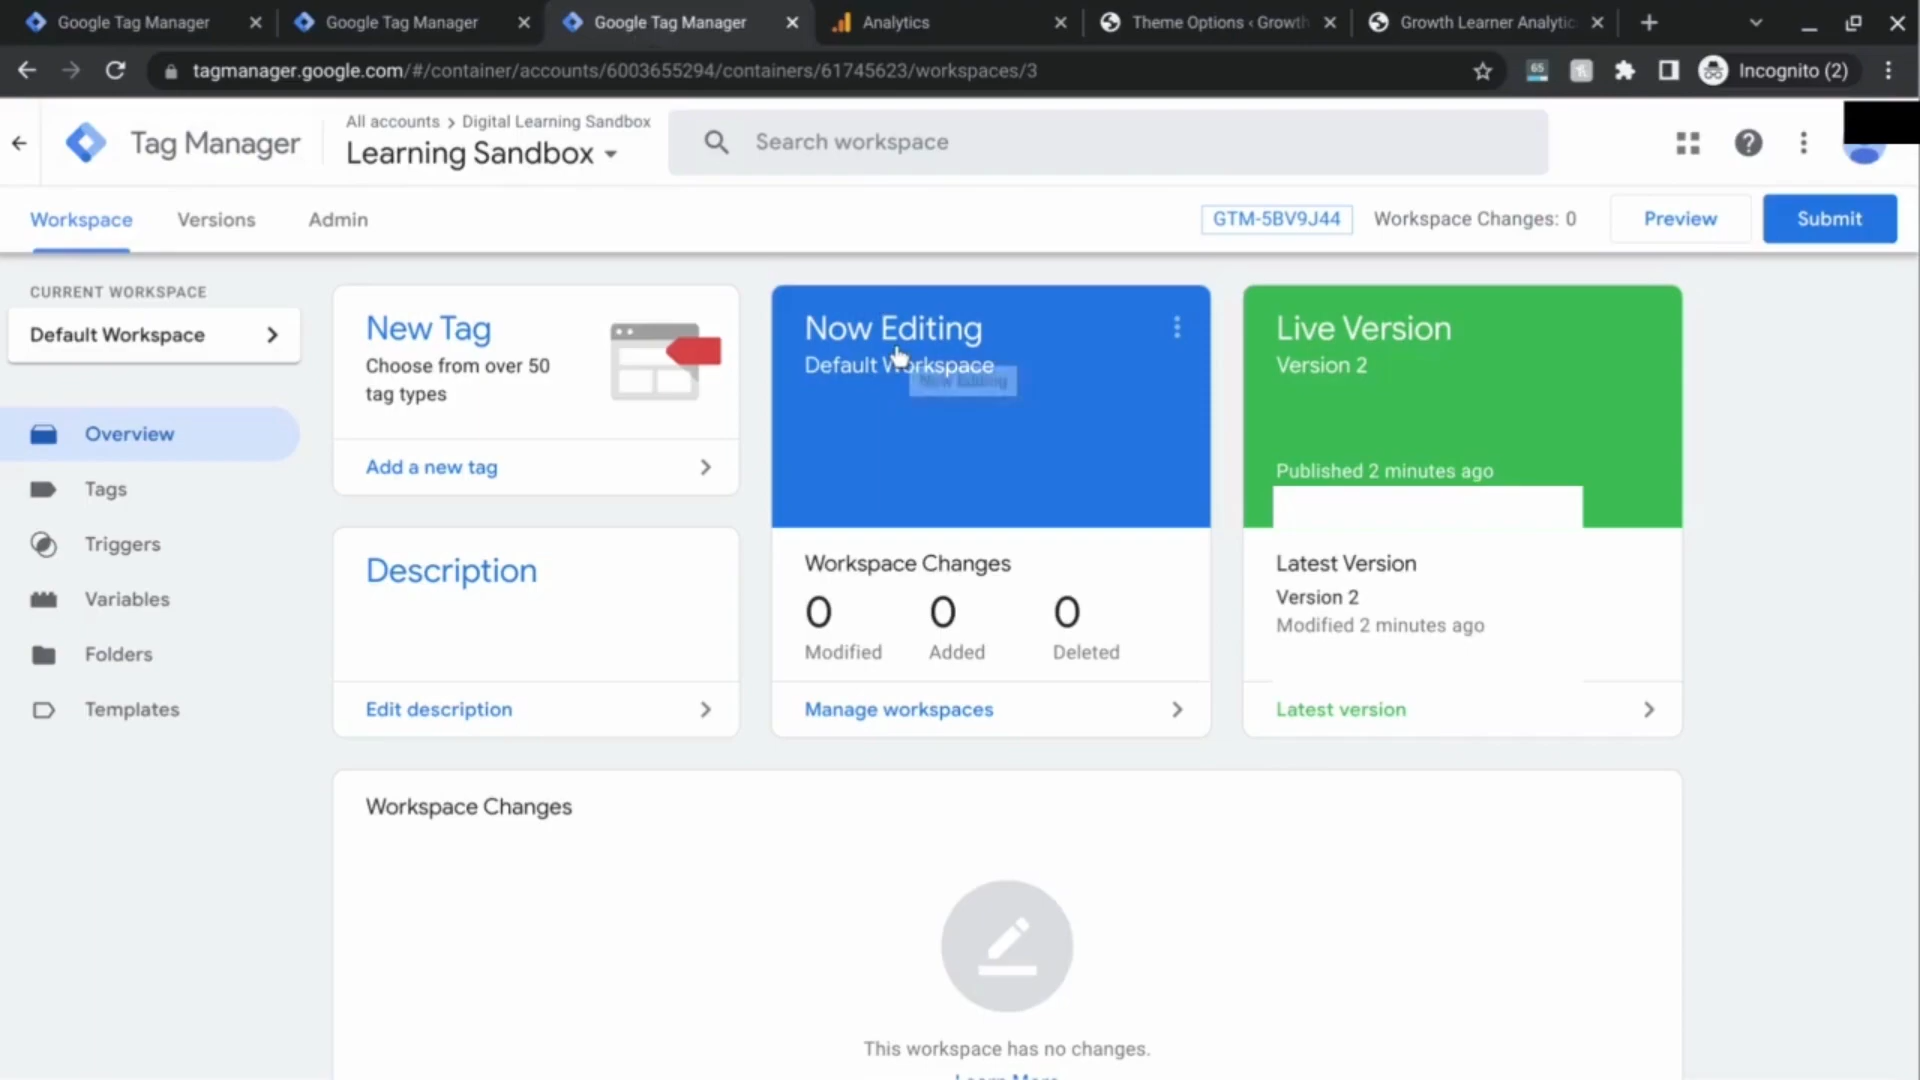 Google Tag Manager
Google Tag Manager
Google Tag Manager
Analytics
Theme Options ‹ Growth
Growth Learner Analytic
tagmanager.google.com/#/container/accounts/6003655294/containers/61745623/workspaces/3
65
Incognito (2)
Tag Manager
All accounts > Digital Learning Sandbox
Learning Sandbox
Search workspace
Workspace
Versions
Admin
GTM-5BV9J44
Workspace Changes: 0
Preview
Submit
CURRENT WORKSPACE
Default Workspace
Overview
Tags
Triggers
Variables
Folders
Templates
New Tag
Choose from over 50
tag types
Add a new tag
Description
Edit description
Now Editing
Default Workspace
Now Editing
Workspace Changes
0 0 0
Modified Added Deleted
Manage workspaces
Live Version
Version 2
Published 2 minutes ago
Latest Version
Version 2
Modified 2 minutes ago
Latest version
Workspace Changes
This workspace has no changes.
Learn More